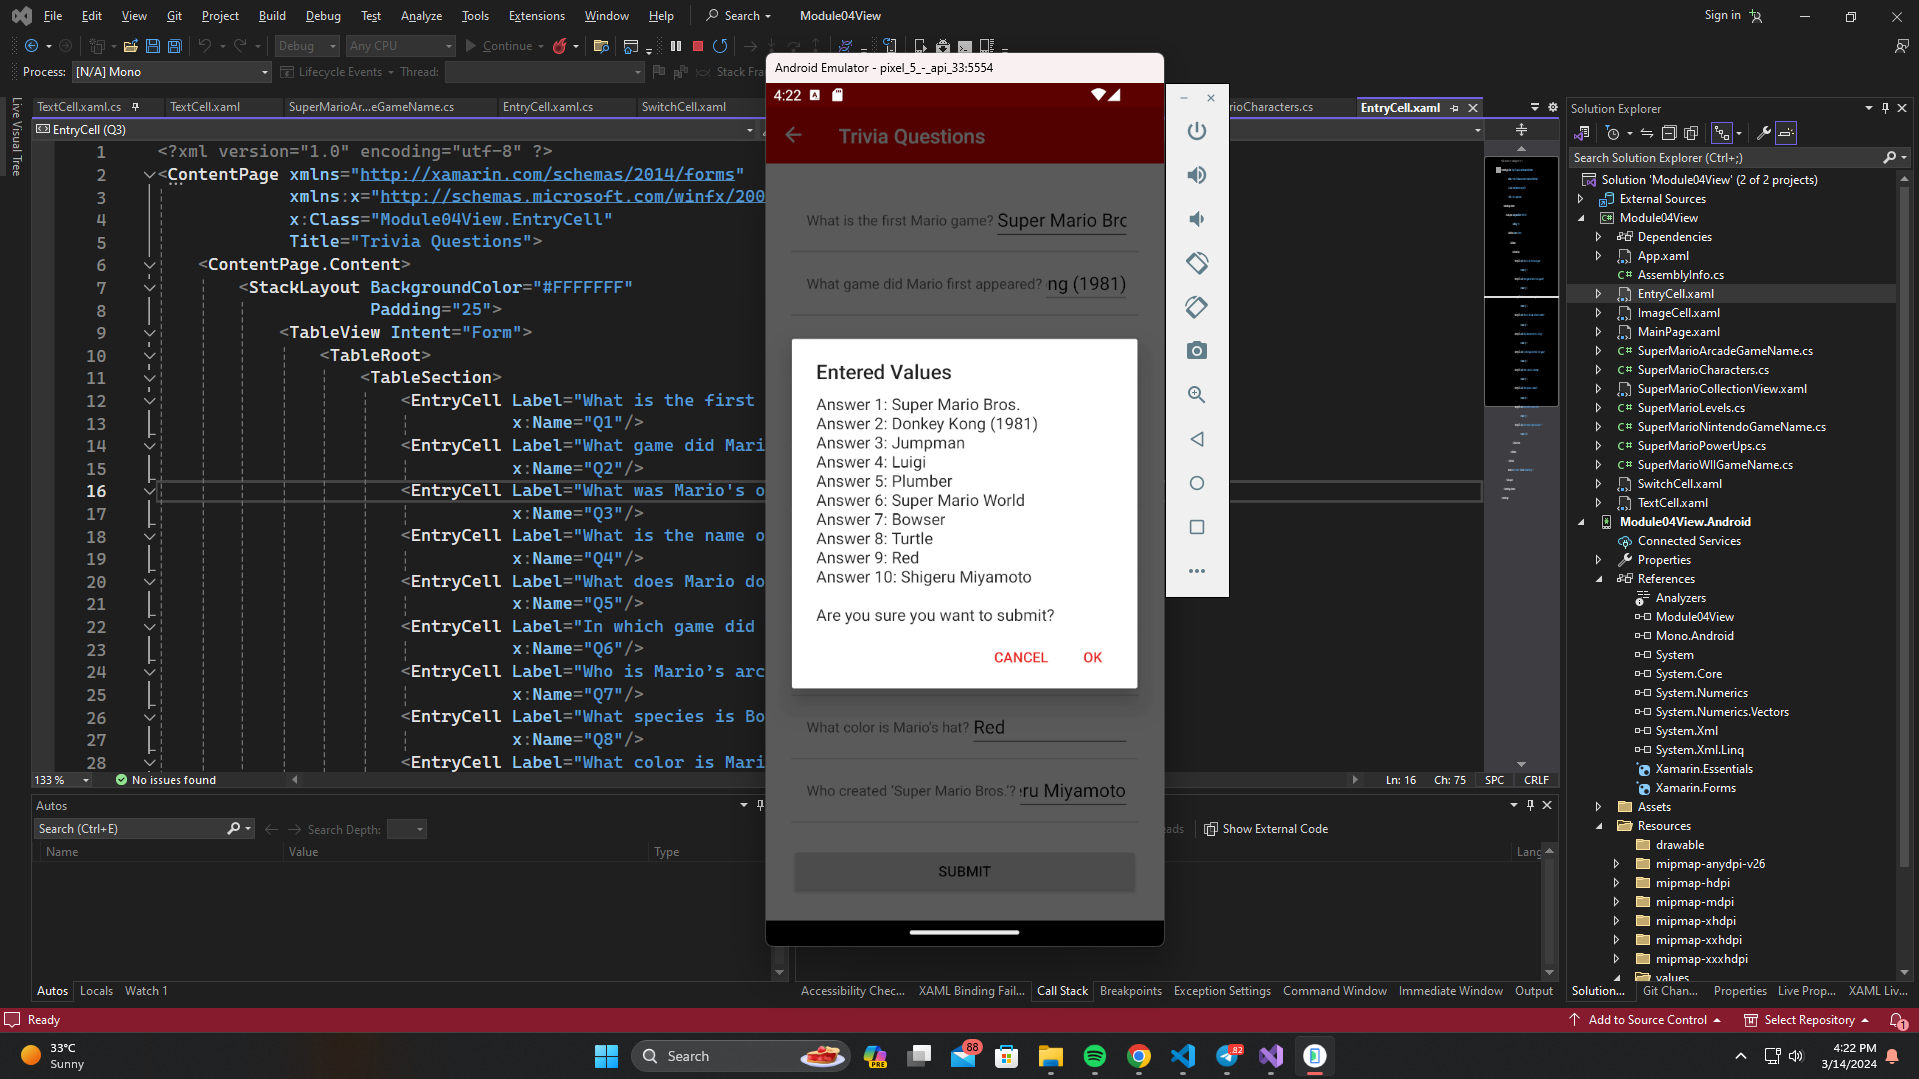 File Edit View Git Project Build Debug Test Analyze Tools Extensions Window Help Search Module04View Sign in
Debug Any CPU Continue
Process: [N/A] Mono Lifecycle Events Thread: Stack Fra
Android Emulator - pixel_5_-_api_33:5554
Live Visual Tree
TextCell.xaml.cs TextCell.xaml SuperMarioAr...eGameName.cs EntryCell.xaml.cs SwitchCell.xaml rioCharacters.cs EntryCell.xaml
EntryCell (Q3)
1 <?xml version="1.0" encoding="utf-8" ?>
2 <ContentPage xmlns="http://xamarin.com/schemas/2014/forms"
3 xmlns:x="http://schemas.microsoft.com/winfx/200
4 x:Class="Module04View.EntryCell"
5 Title="Trivia Questions">
6 <ContentPage.Content>
7 <StackLayout BackgroundColor="#FFFFFFF"
8 Padding="25">
9 <TableView Intent="Form">
10 <TableRoot>
11 <TableSection>
12 <EntryCell Label="What is the first
13 x:Name="Q1"/>
14 <EntryCell Label="What game did Mari
15 x:Name="Q2"/>
16 <EntryCell Label="What was Mario's o
17 x:Name="Q3"/>
18 <EntryCell Label="What is the name o
19 x:Name="Q4"/>
20 <EntryCell Label="What does Mario do
21 x:Name="Q5"/>
22 <EntryCell Label="In which game did
23 x:Name="Q6"/>
24 <EntryCell Label="Who is Mario’s arc
25 x:Name="Q7"/>
26 <EntryCell Label="What species is Bo
27 x:Name="Q8"/>
28 <EntryCell Label="What color is Mari
133 % No issues found Ln: 16 Ch: 75 SPC CRLF
4:22
Trivia Questions
What is the first Mario game? Super Mario Brc
What game did Mario first appeared? ng (1981)
Entered Values
Answer 1: Super Mario Bros.
Answer 2: Donkey Kong (1981)
Answer 3: Jumpman
Answer 4: Luigi
Answer 5: Plumber
Answer 6: Super Mario World
Answer 7: Bowser
Answer 8: Turtle
Answer 9: Red
Answer 10: Shigeru Miyamoto
Are you sure you want to submit?
CANCEL OK
What color is Mario's hat? Red
Who created 'Super Mario Bros.'? ru Miyamoto
SUBMIT
Solution Explorer
Search Solution Explorer (Ctrl+;)
Solution 'Module04View' (2 of 2 projects)
External Sources
Module04View
Dependencies
App.xaml
AssemblyInfo.cs
EntryCell.xaml
ImageCell.xaml
MainPage.xaml
SuperMarioArcadeGameName.cs
SuperMarioCharacters.cs
SuperMarioCollectionView.xaml
SuperMarioLevels.cs
SuperMarioNintendoGameName.cs
SuperMarioPowerUps.cs
SuperMarioWIIGameName.cs
SwitchCell.xaml
TextCell.xaml
Module04View.Android
Connected Services
Properties
References
Analyzers
Module04View
Mono.Android
System
System.Core
System.Numerics
System.Numerics.Vectors
System.Xml
System.Xml.Linq
Xamarin.Essentials
Xamarin.Forms
Assets
Resources
drawable
mipmap-anydpi-v26
mipmap-hdpi
mipmap-mdpi
mipmap-xhdpi
mipmap-xxhdpi
mipmap-xxxhdpi
values
Autos
Search (Ctrl+E) Search Depth:
Name Value Type
eads Show External Code
Lang
Autos Locals Watch 1
Accessibility Chec... XAML Binding Fail... Call Stack Breakpoints Exception Settings Command Window Immediate Window Output
Solution... Git Chan... Properties Live Prop... XAML Liv...
Ready Add to Source Control Select Repository 1
33°C
Sunny
Search PRE 88 82
4:22 PM
3/14/2024